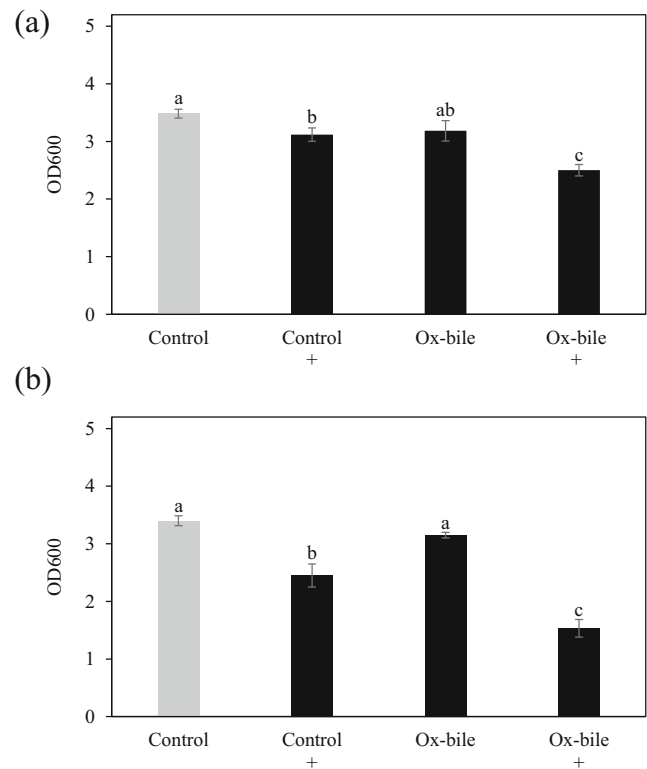 (a)
5
4
3
2
1
0
OD600
a
b
ab
c
Control
Control
+
Ox-bile
Ox-bile
+
(b)
5
4
3
2
1
0
OD600
a
b
a
c
Control
Control
+
Ox-bile
Ox-bile
+